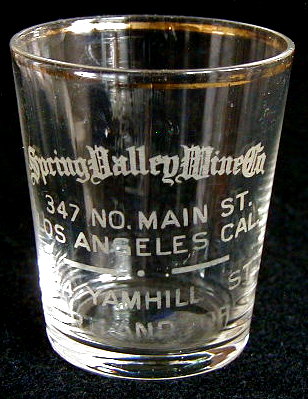 Spring Valley Wine Co
347 NO. MAIN ST.
LOS ANGELES CAL.
YAMHILL ST